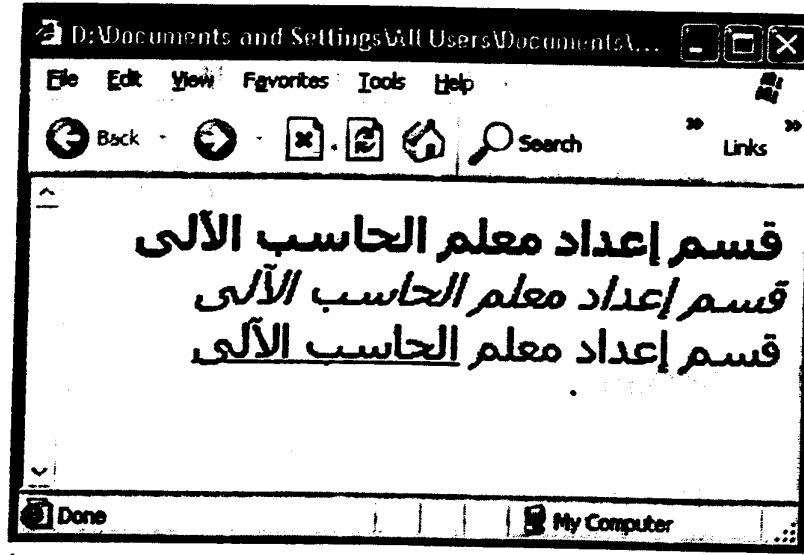 D:\Documents and Settings\All Users\Documents\...
File Edit View Favorites Tools Help
Back Search Links
قسم إعداد معلم الحاسب الآلى
قسم إعداد معلم الحاسب الآلى
قسم إعداد معلم الحاسب الآلى
Done My Computer